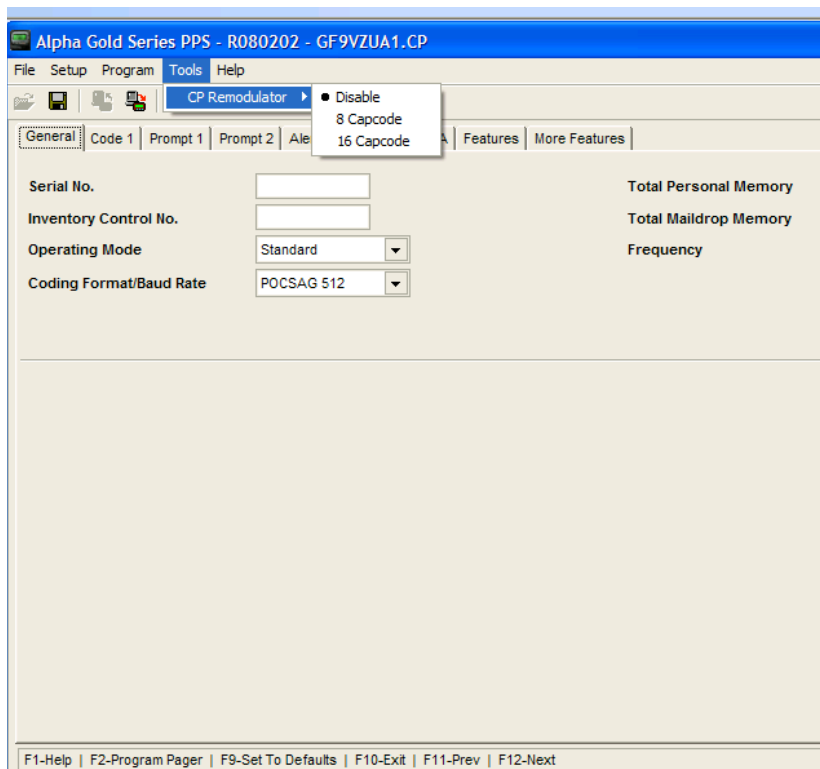 Alpha Gold Series PPS - R080202 - GF9VZUA1.CP
File Setup Program Tools Help
CP Remodulator
Disable
8 Capcode
16 Capcode
General Code 1 Prompt 1 Prompt 2 Features More Features
Serial No. Total Personal Memory
Inventory Control No. Total Maildrop Memory
Operating Mode Standard Frequency
Coding Format/Baud Rate POCSAG 512
F1-Help | F2-Program Pager | F9-Set To Defaults | F10-Exit | F11-Prev | F12-Next